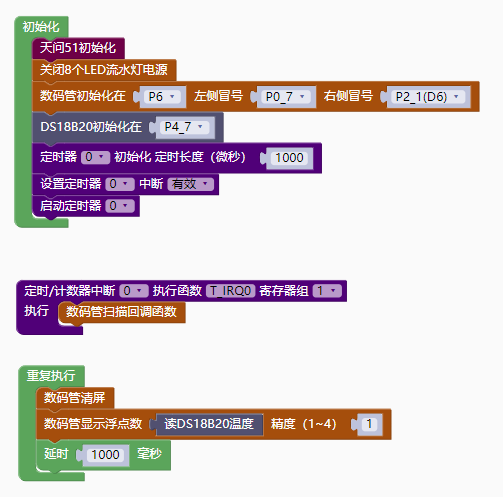 初始化
天问51初始化
关闭8个LED流水灯电源
数码管初始化在 P6 左侧冒号 P0_7 右侧冒号 P2_1(D6)
DS18B20初始化在 P4_7
定时器 0 初始化 定时长度（微秒） 1000
设置定时器 0 中断 有效
启动定时器 0
定时/计数器中断 0 执行函数 T_IRQ0 寄存器组 1
执行 数码管扫描回调函数
重复执行
数码管清屏
数码管显示浮点数 读DS18B20温度 精度（1~4） 1
延时 1000 毫秒